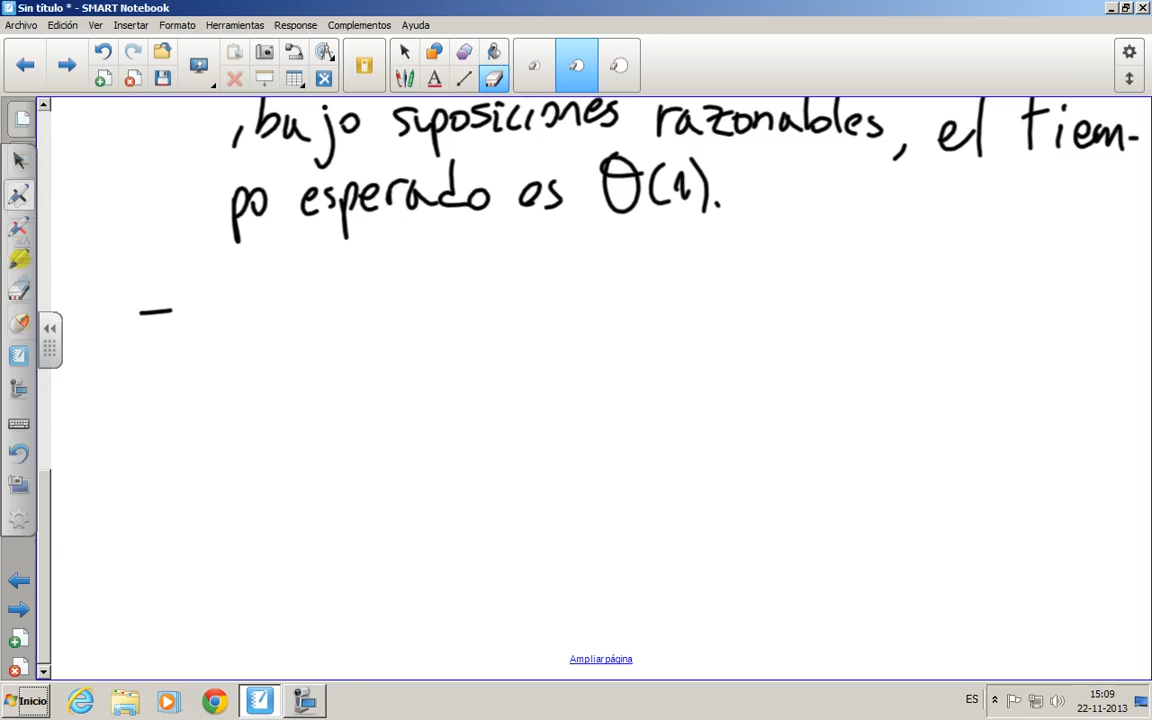 Sin título * - SMART Notebook
Archivo Edición Ver Insertar Formato Herramientas Response Complementos Ayuda
, bajo suposiciones razonables, el tiem-
po esperado es Θ(1).
–
Ampliar página
Inicio
ES
15:09
22-11-2013